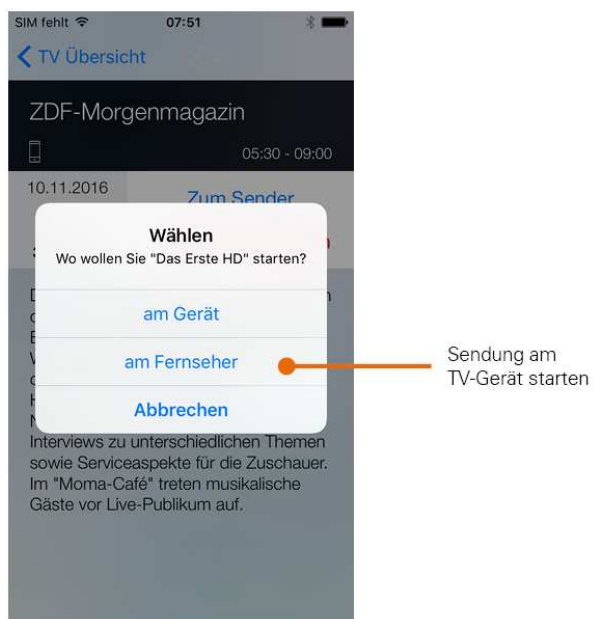 SIM fehlt 07:51
TV Übersicht
ZDF-Morgenmagazin
05:30 - 09:00
10.11.2016
Zum Sender
Wählen
Wo wollen Sie "Das Erste HD" starten?
am Gerät
am Fernseher
Abbrechen
Sendung am
TV-Gerät starten
Interviews zu unterschiedlichen Themen
sowie Serviceaspekte für die Zuschauer.
Im "Moma-Café" treten musikalische
Gäste vor Live-Publikum auf.